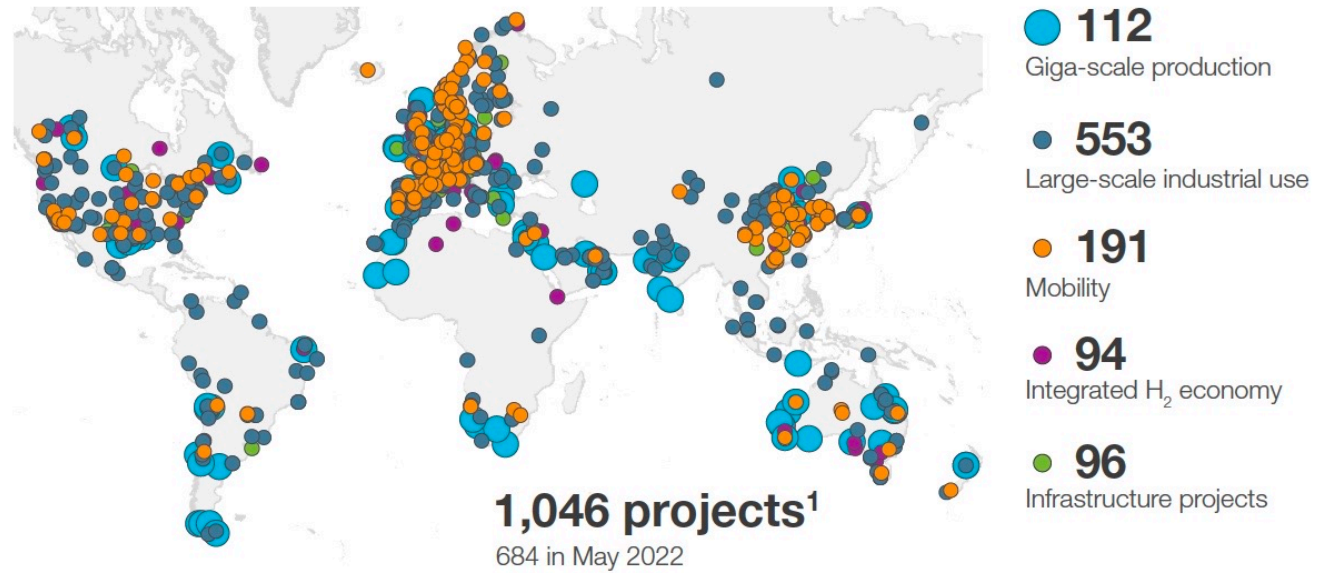 112
Giga-scale production
553
Large-scale industrial use
191
Mobility
94
Integrated H₂ economy
96
Infrastructure projects
1,046 projects¹
684 in May 2022